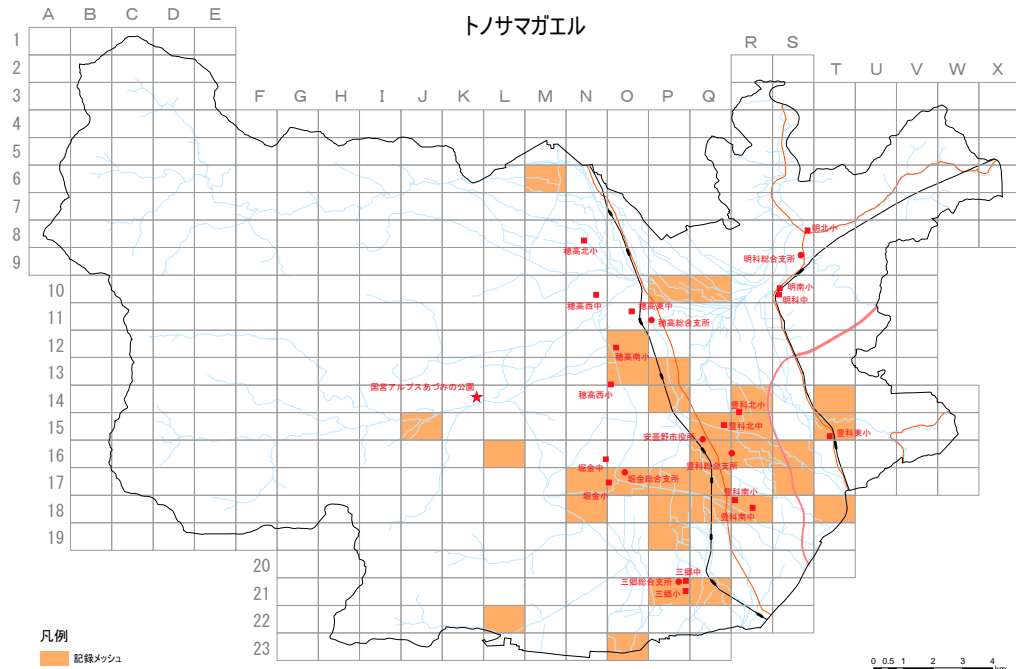 トノサマガエル
A B C D E
R S
T U V W X
F G H I J K L M N O P Q
1
2
3
4
5
6
7
8
9
10
11
12
13
14
15
16
17
18
19
20
21
22
23
明北小
穂高北小
明科総合支所
明南小
明科中
穂高西中
穂高東中
穂高総合支所
穂高南小
国営アルプスあづみの公園
穂高西小
豊科北小
豊科北中
豊科東小
安曇野市役所
豊科総合支所
堀金中
堀金総合支所
堀金小
豊科南小
豊科南中
三郷中
三郷総合支所
三郷小
凡例
記録メッシュ
0 0.5 1 2 3 4
km